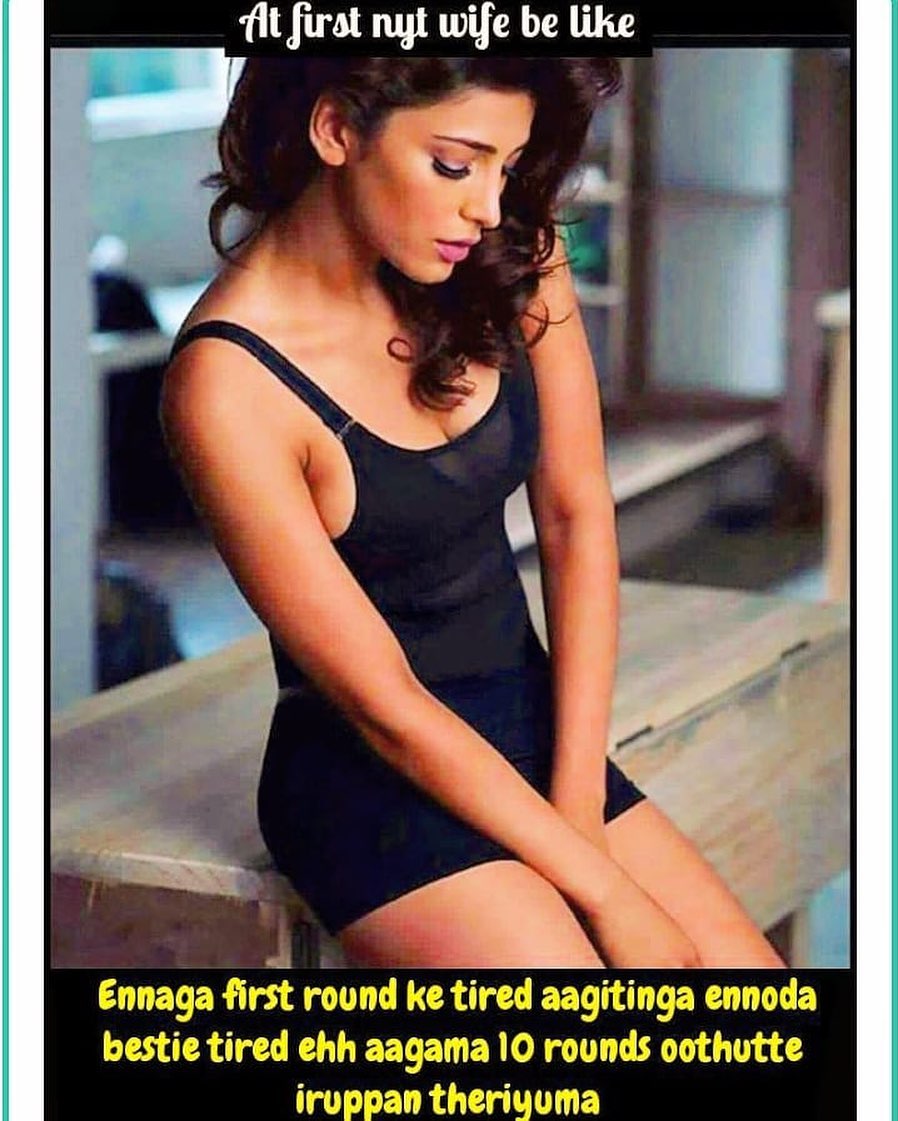 At first nyt wife be like
Ennaga first round ke tired aagitinga ennoda
bestie tired ehh aagama 10 rounds oothutte
iruppan theriyuma